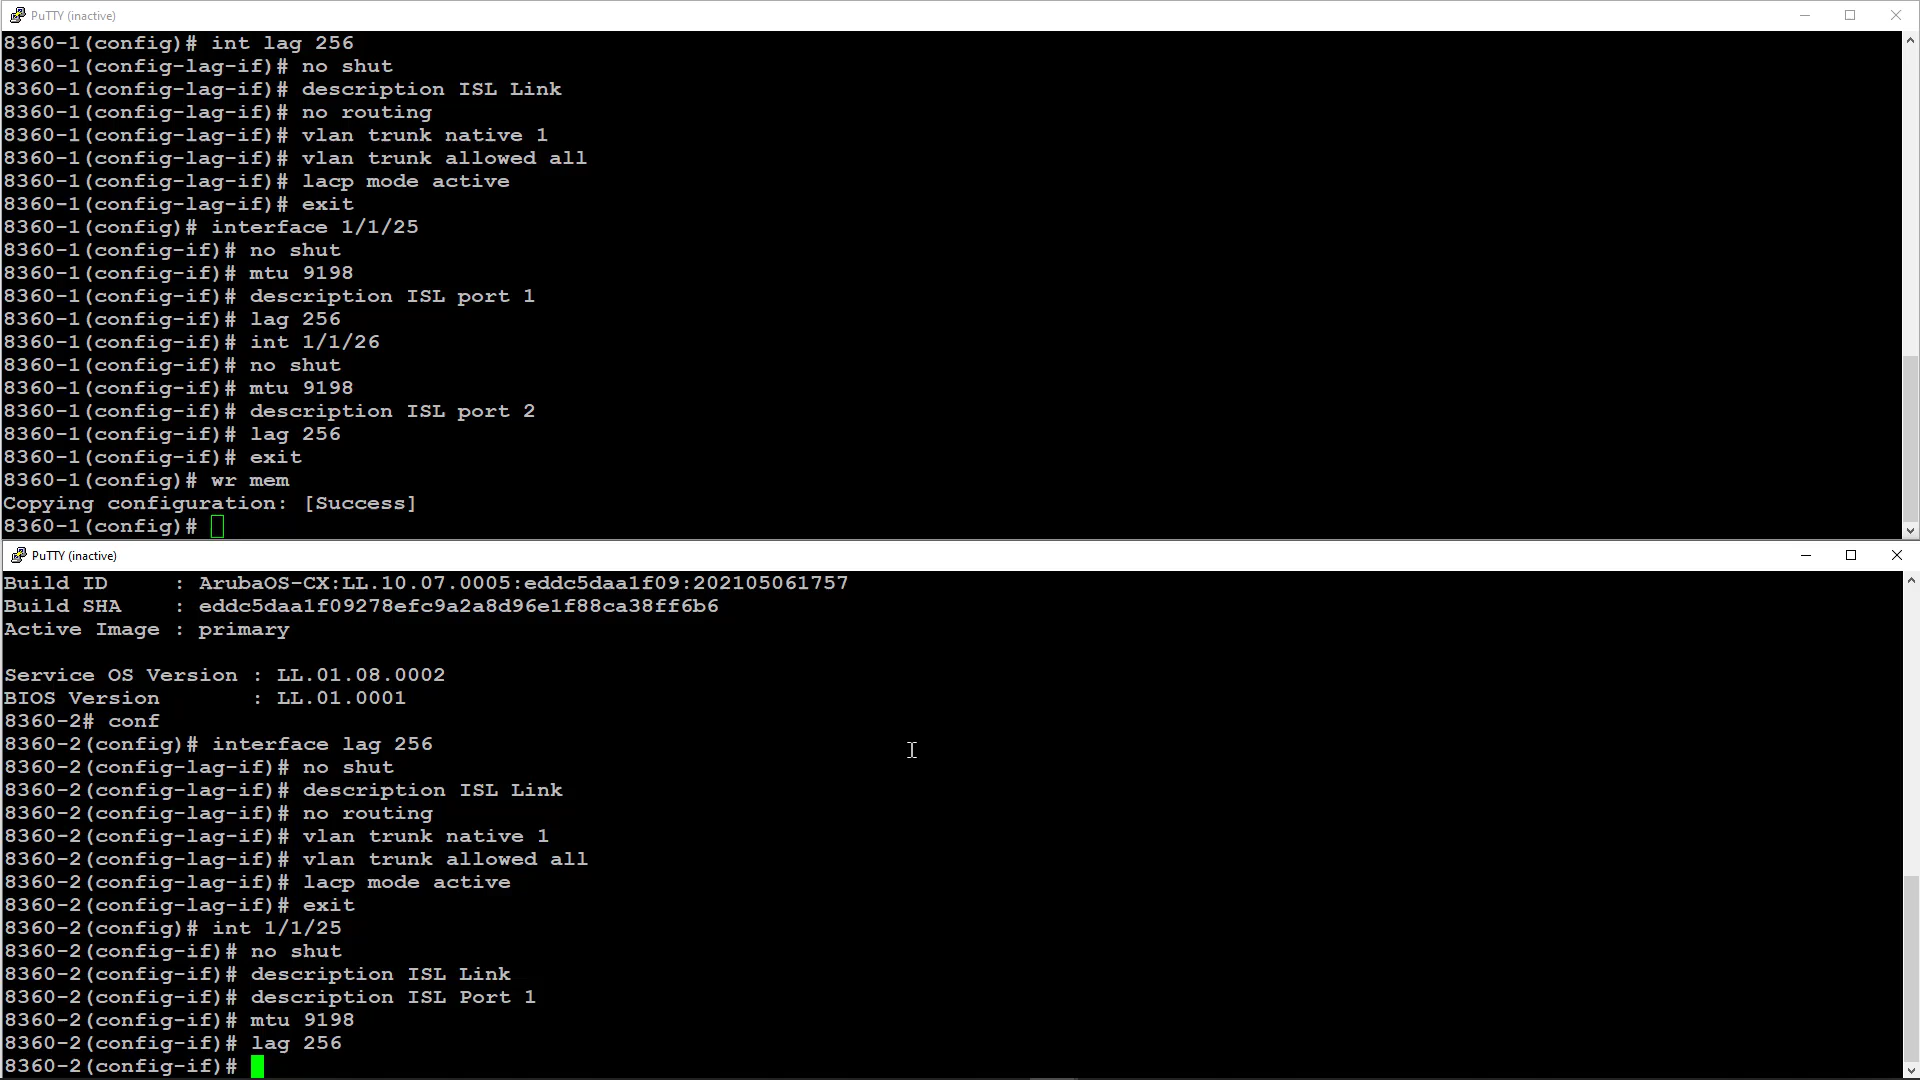 PuTTY (inactive)
8360-1(config)# int lag 256
8360-1(config-lag-if)# no shut
8360-1(config-lag-if)# description ISL Link
8360-1(config-lag-if)# no routing
8360-1(config-lag-if)# vlan trunk native 1
8360-1(config-lag-if)# vlan trunk allowed all
8360-1(config-lag-if)# lacp mode active
8360-1(config-lag-if)# exit
8360-1(config)# interface 1/1/25
8360-1(config-if)# no shut
8360-1(config-if)# mtu 9198
8360-1(config-if)# description ISL port 1
8360-1(config-if)# lag 256
8360-1(config-if)# int 1/1/26
8360-1(config-if)# no shut
8360-1(config-if)# mtu 9198
8360-1(config-if)# description ISL port 2
8360-1(config-if)# lag 256
8360-1(config-if)# exit
8360-1(config)# wr mem
Copying configuration: [Success]
8360-1(config)#
PuTTY (inactive)
Build ID     : ArubaOS-CX:LL.10.07.0005:eddc5daa1f09:202105061757
Build SHA    : eddc5daa1f09278efc9a2a8d96e1f88ca38ff6b6
Active Image : primary
Service OS Version : LL.01.08.0002
BIOS Version       : LL.01.0001
8360-2# conf
8360-2(config)# interface lag 256
8360-2(config-lag-if)# no shut
8360-2(config-lag-if)# description ISL Link
8360-2(config-lag-if)# no routing
8360-2(config-lag-if)# vlan trunk native 1
8360-2(config-lag-if)# vlan trunk allowed all
8360-2(config-lag-if)# lacp mode active
8360-2(config-lag-if)# exit
8360-2(config)# int 1/1/25
8360-2(config-if)# no shut
8360-2(config-if)# description ISL Link
8360-2(config-if)# description ISL Port 1
8360-2(config-if)# mtu 9198
8360-2(config-if)# lag 256
8360-2(config-if)#